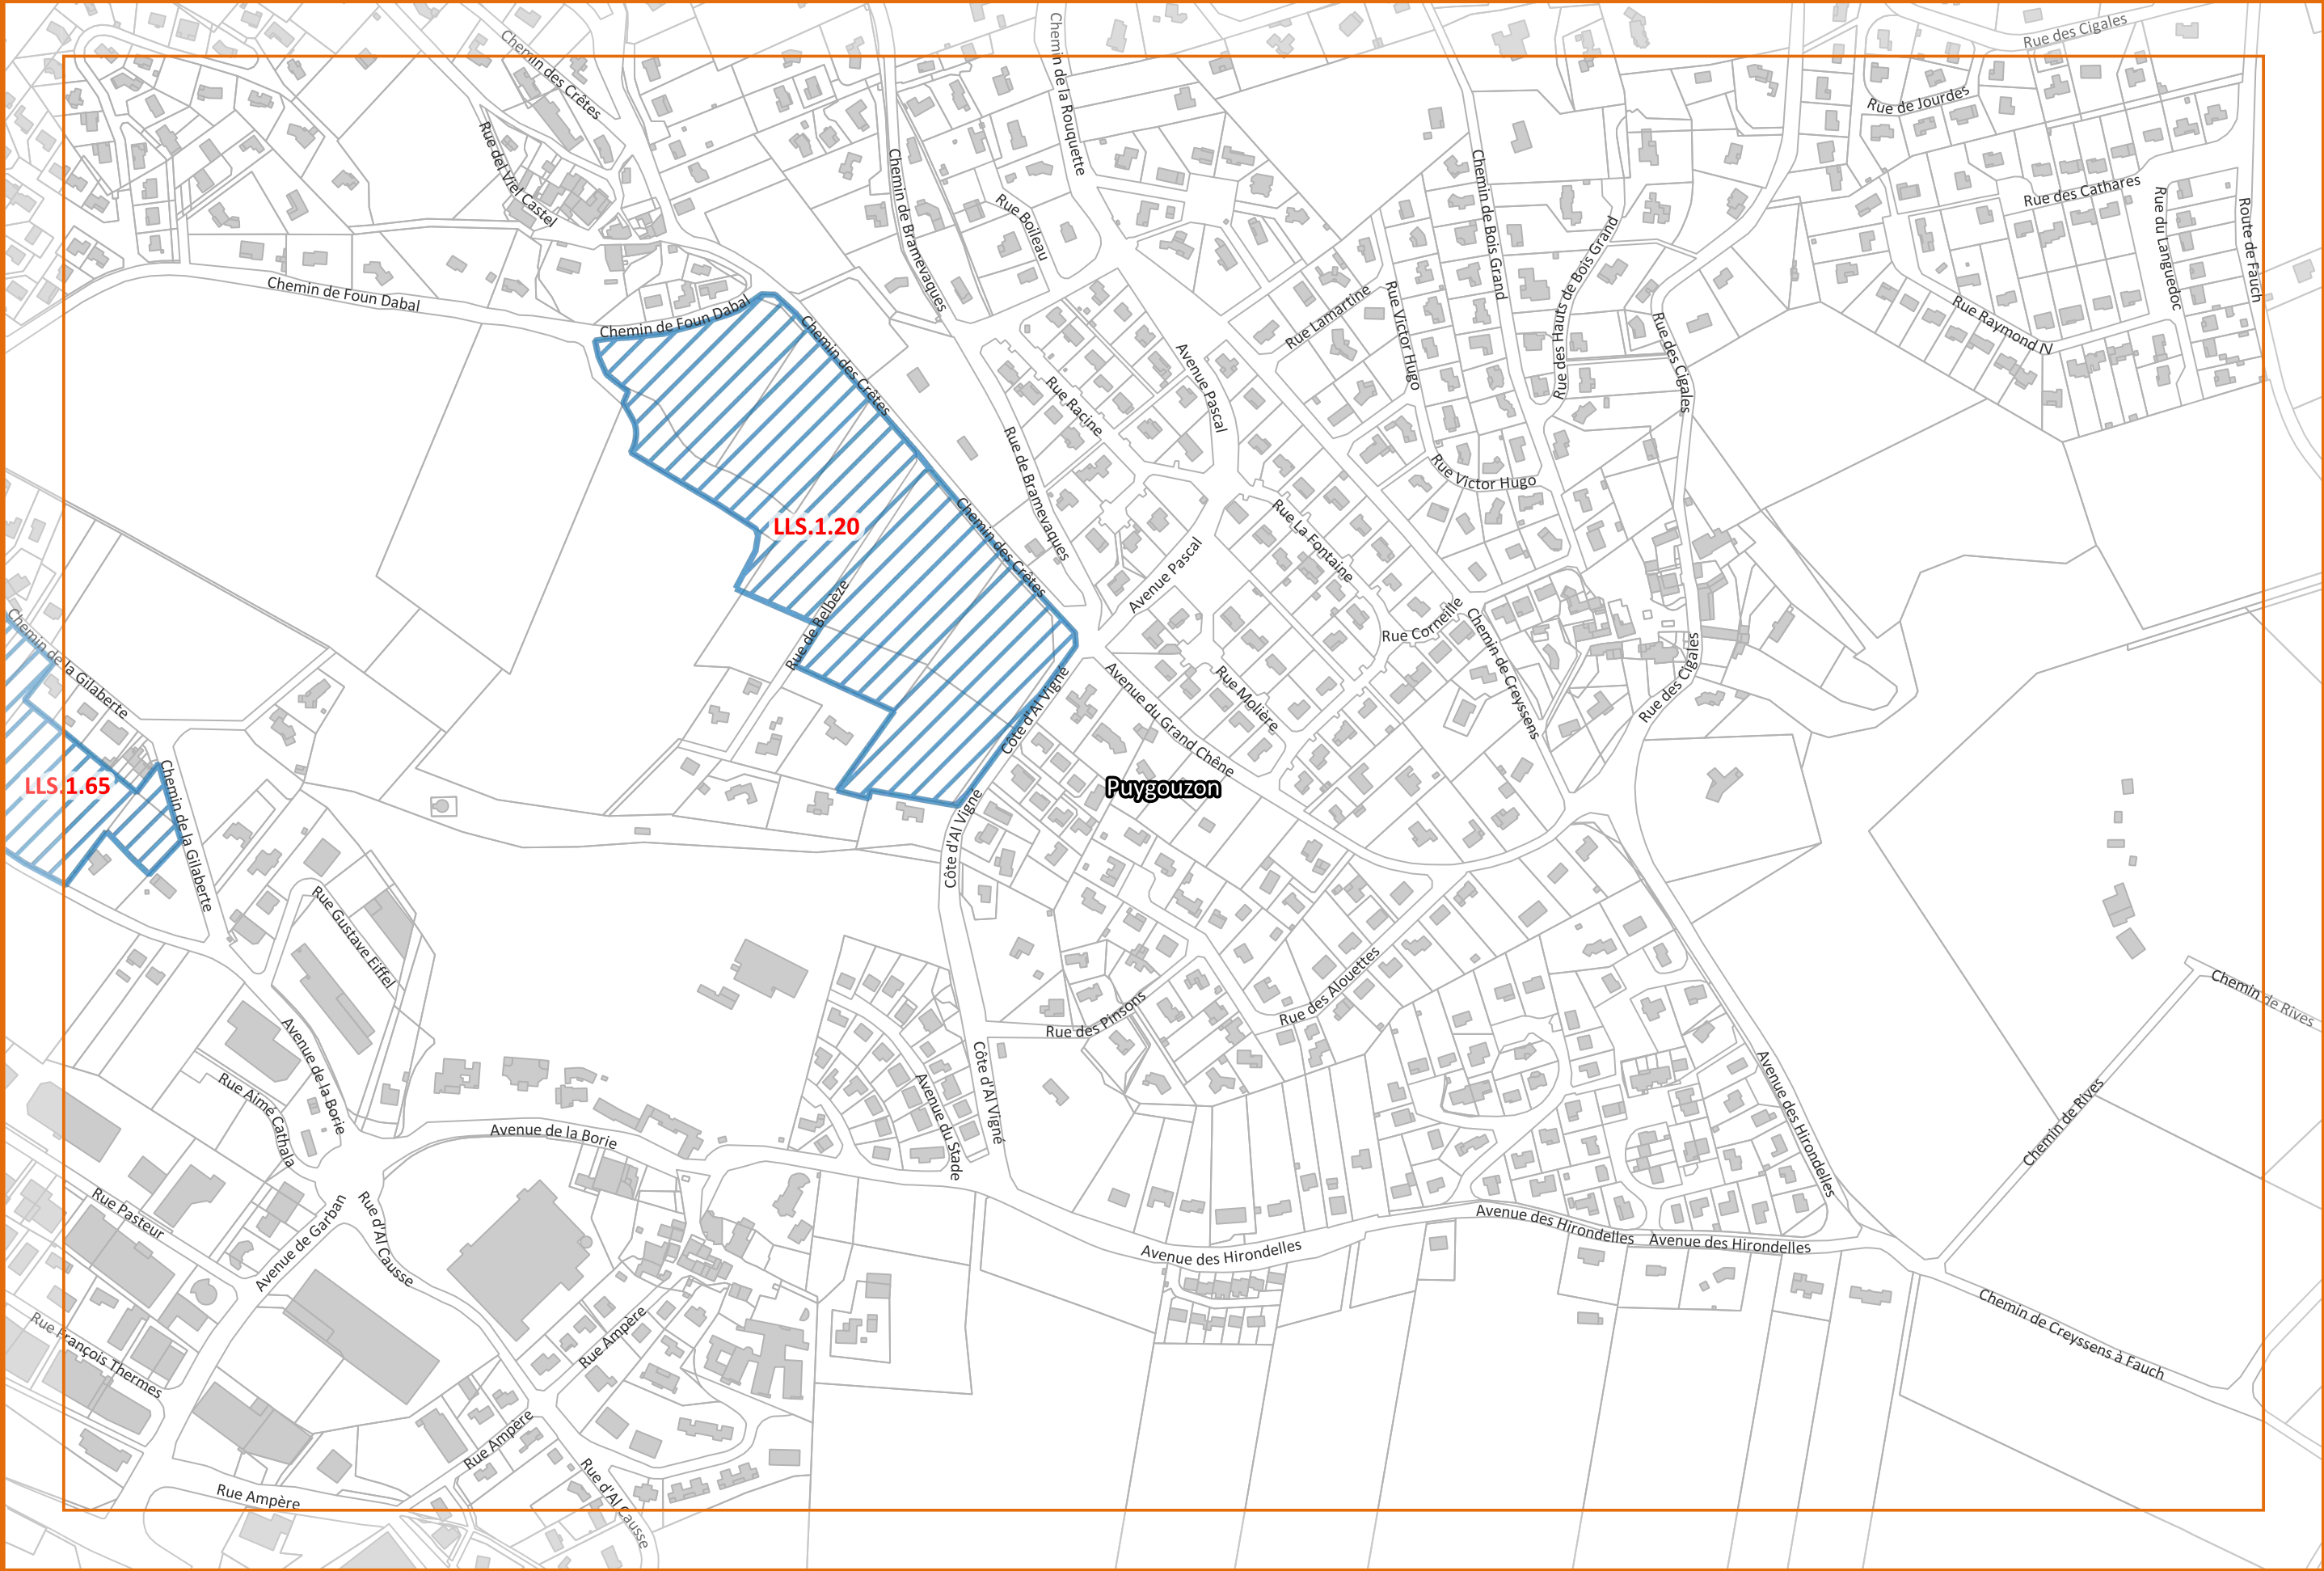 Rue des Cigales
Chemin des Crêtes
Chemin de la Rouquette
Rue de Jourdes
Rue del Viel Castel
Chemin de Bramevaques
Rue Boileau
Chemin de Bois Grand
Rue des Hauts de Bois Grand
Rue des Cathares
Rue du Languedoc
Route de Fauch
Chemin de Foun Dabal
Chemin de Foun Dabal
Chemin des Crêtes
Rue Lamartine
Rue Victor Hugo
Rue des Cigales
Rue Raymond IV
Avenue Pascal
Rue Racine
Rue de Bramevaques
Rue Victor Hugo
LLS.1.20
Chemin des Crêtes
Rue La Fontaine
Avenue Pascal
Rue de Belbeze
Rue Corneille
Chemin de Creyssens
Rue des Cigales
Chemin de la Gilaberte
Côte d'Al Vigne
Avenue du Grand Chêne
Rue Molière
LLS.1.65
Chemin de la Gilaberte
Puygouzon
Côte d'Al Vigne
Rue Gustave Eiffel
Rue des Alouettes
Rue des Pinsons
Chemin de Rives
Avenue de la Borie
Rue Aimé Cathala
Avenue du Stade
Côte d'Al Vigne
Avenue des Hirondelles
Chemin de Rives
Avenue de la Borie
Rue Pasteur
Avenue de Garban
Rue d'Al Causse
Avenue des Hirondelles
Avenue des Hirondelles
Avenue des Hirondelles
Rue François Thermes
Rue Ampère
Chemin de Creyssens à Fauch
Rue Ampère
Rue Ampère
Rue d'Al Causse